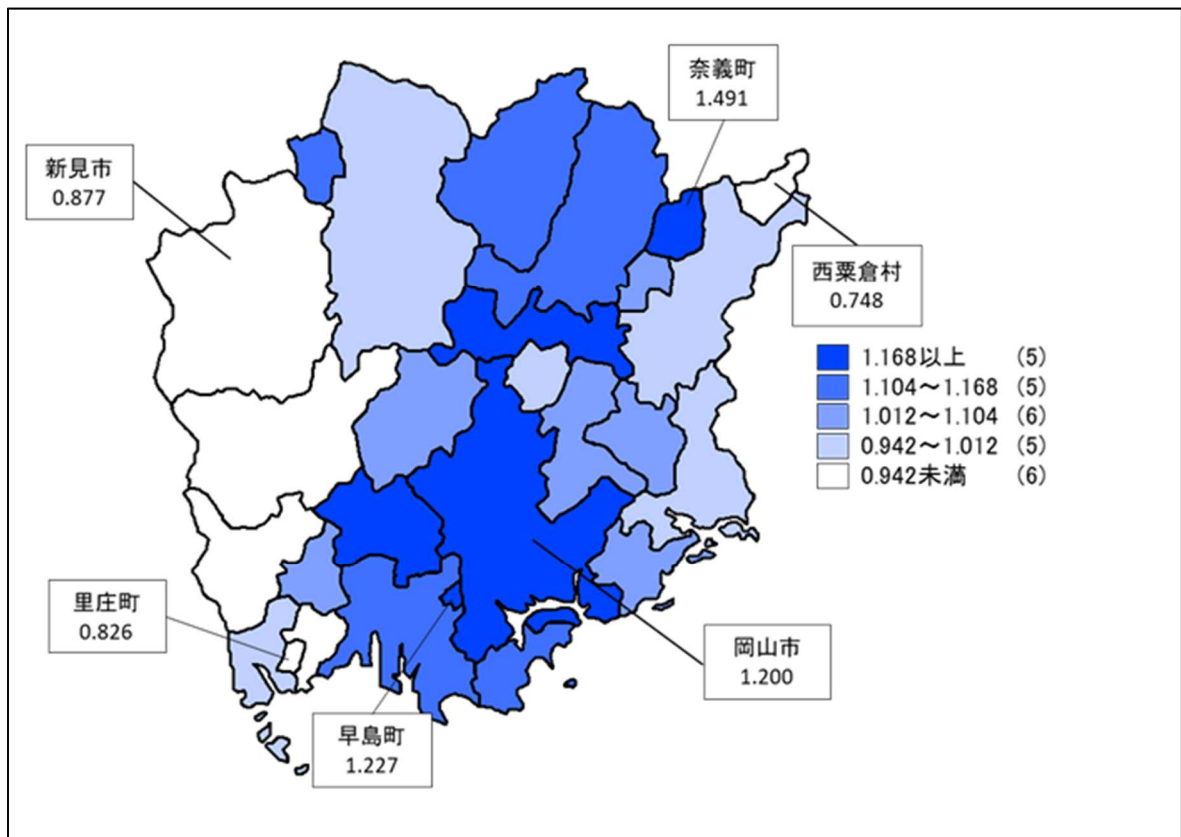 奈義町
1.491
新見市
0.877
西粟倉村
0.748
1.168以上 (5)
1.104～1.168 (5)
1.012～1.104 (6)
0.942～1.012 (5)
0.942未満 (6)
里庄町
0.826
岡山市
1.200
早島町
1.227